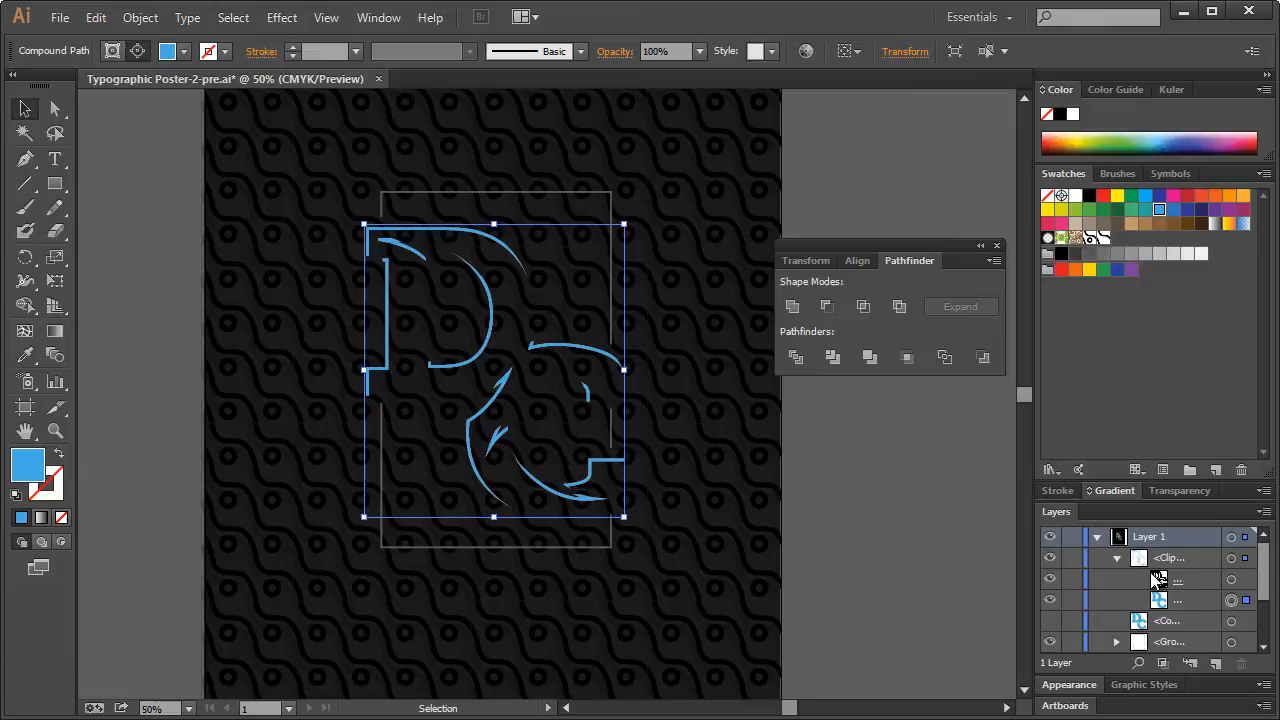 Ai File Edit Object Type Select Effect View Window Help Br Essentials
Compound Path Stroke: Basic Opacity: 100% Style: Transform
Typographic Poster-2-pre.ai* @ 50% (CMYK/Preview)
Color Color Guide Kuler
Swatches Brushes Symbols
Transform Align Pathfinder
Shape Modes:
Expand
Pathfinders:
Stroke Gradient Transparency
Layers
Layer 1
<Clip...
...
...
<Co...
<Gro...
1 Layer
Appearance Graphic Styles
Artboards
50% 1 Selection